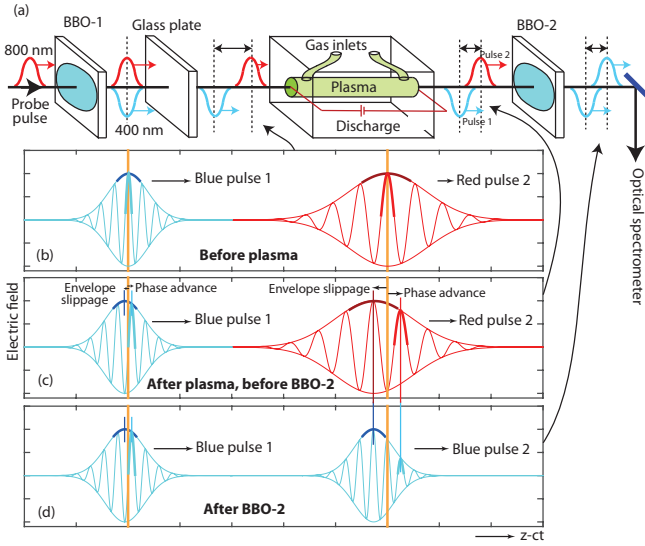 (a)
BBO-1
Glass plate
BBO-2
800 nm
Gas inlets
Pulse 2
Plasma
Probe
pulse
400 nm
Discharge
Pulse 1
Optical spectrometer
Electric field
Blue pulse 1
Red pulse 2
(b)
Before plasma
Envelope
slippage
Phase advance
Envelope slippage
Phase advance
Blue pulse 1
Red pulse 2
(c)
After plasma, before BBO-2
Blue pulse 1
Blue pulse 2
(d)
After BBO-2
z-ct